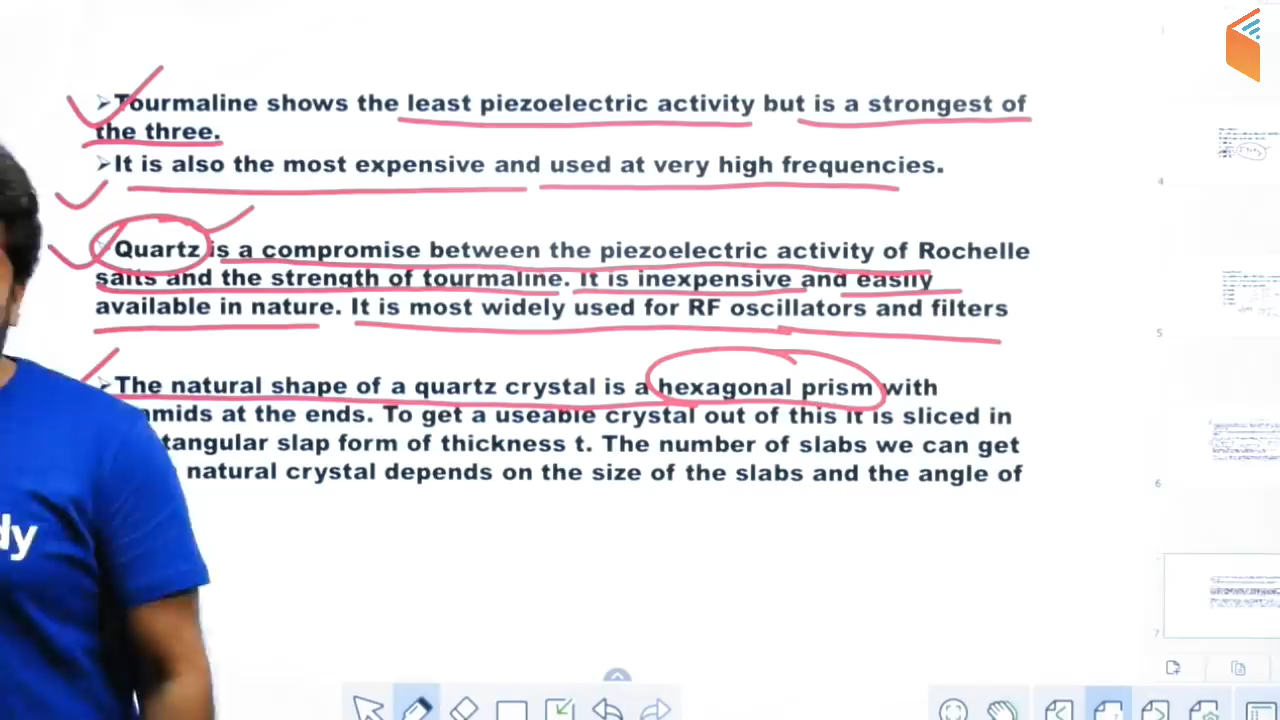 ➢Tourmaline shows the least piezoelectric activity but is a strongest of
the three.
➢It is also the most expensive and used at very high frequencies.
Quartz is a compromise between the piezoelectric activity of Rochelle
salts and the strength of tourmaline. It is inexpensive and easily
available in nature. It is most widely used for RF oscillators and filters
➢The natural shape of a quartz crystal is a hexagonal prism with
amids at the ends. To get a useable crystal out of this it is sliced in
tangular slap form of thickness t. The number of slabs we can get
natural crystal depends on the size of the slabs and the angle of
dy
4
5
6
7